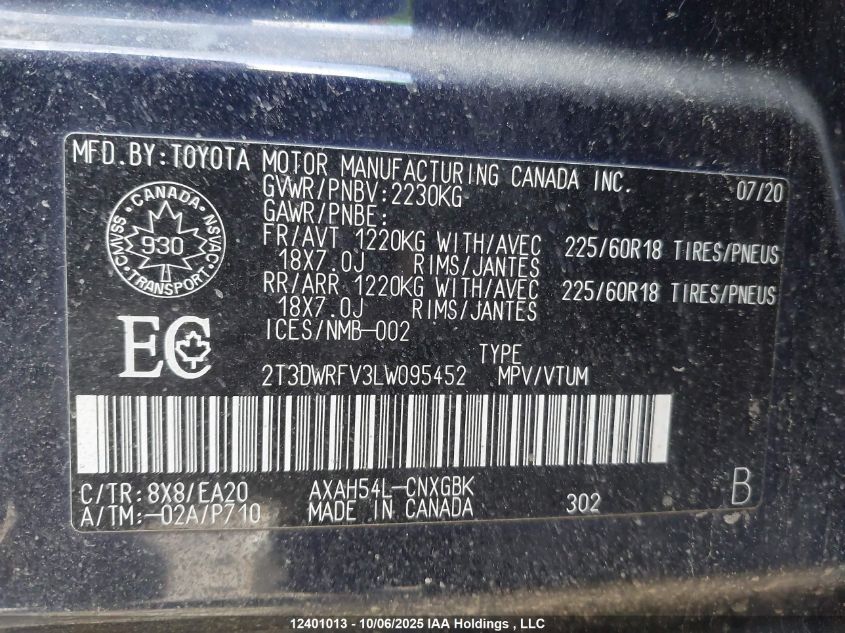 MFD.BY:TOYOTA MOTOR MANUFACTURING CANADA INC. 07/20
GVWR/PNBV:2230KG
GAWR/PNBE:
FR/AVT 1220KG WITH/AVEC 225/60R18 TIRES/PNEUS
18X7.0J RIMS/JANTES
RR/ARR 1220KG WITH/AVEC 225/60R18 TIRES/PNEUS
18X7.0J RIMS/JANTES
ICES/NMB-002
CANADA
CMVSS 930 NSVAC
TRANSPORT
EC
TYPE
2T3DWRFV3LW095452 MPV/VTUM
C/TR:8X8/EA20 AXAH54L-CNXGBK
A/TM:-02A/P710 MADE IN CANADA 302 B
12401013 - 10/06/2025 IAA Holdings , LLC